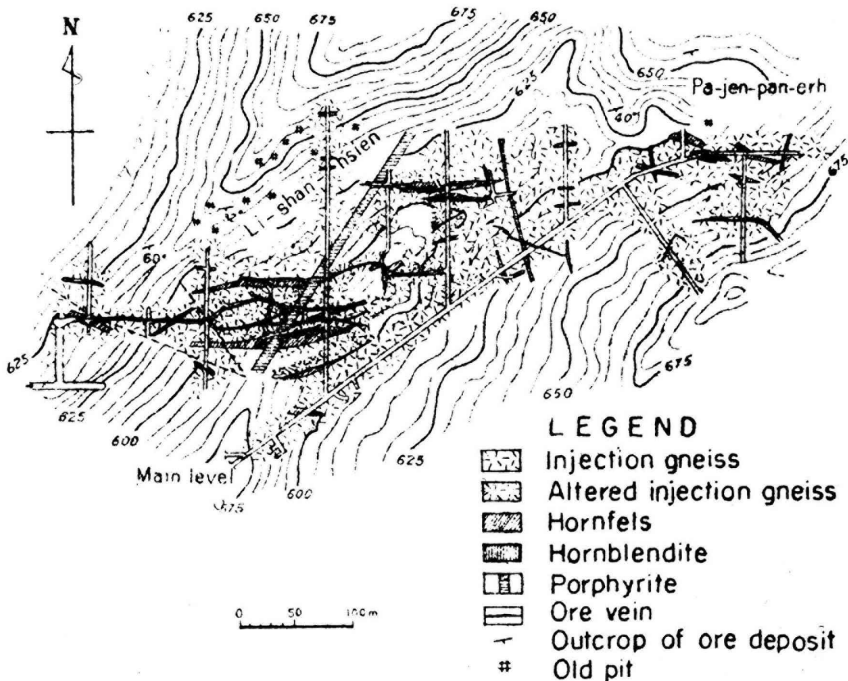 625
650
675
675
650
N
625
650
Pa-jen-pan-erh
40°
675
Li-shan
hsien
60°
625
625
600
675
650
625
600
Main level
LEGEND
Injection gneiss
Altered injection gneiss
Hornfels
Hornblendite
Porphyrite
Ore vein
Outcrop of ore deposit
Old pit
0 50 100m